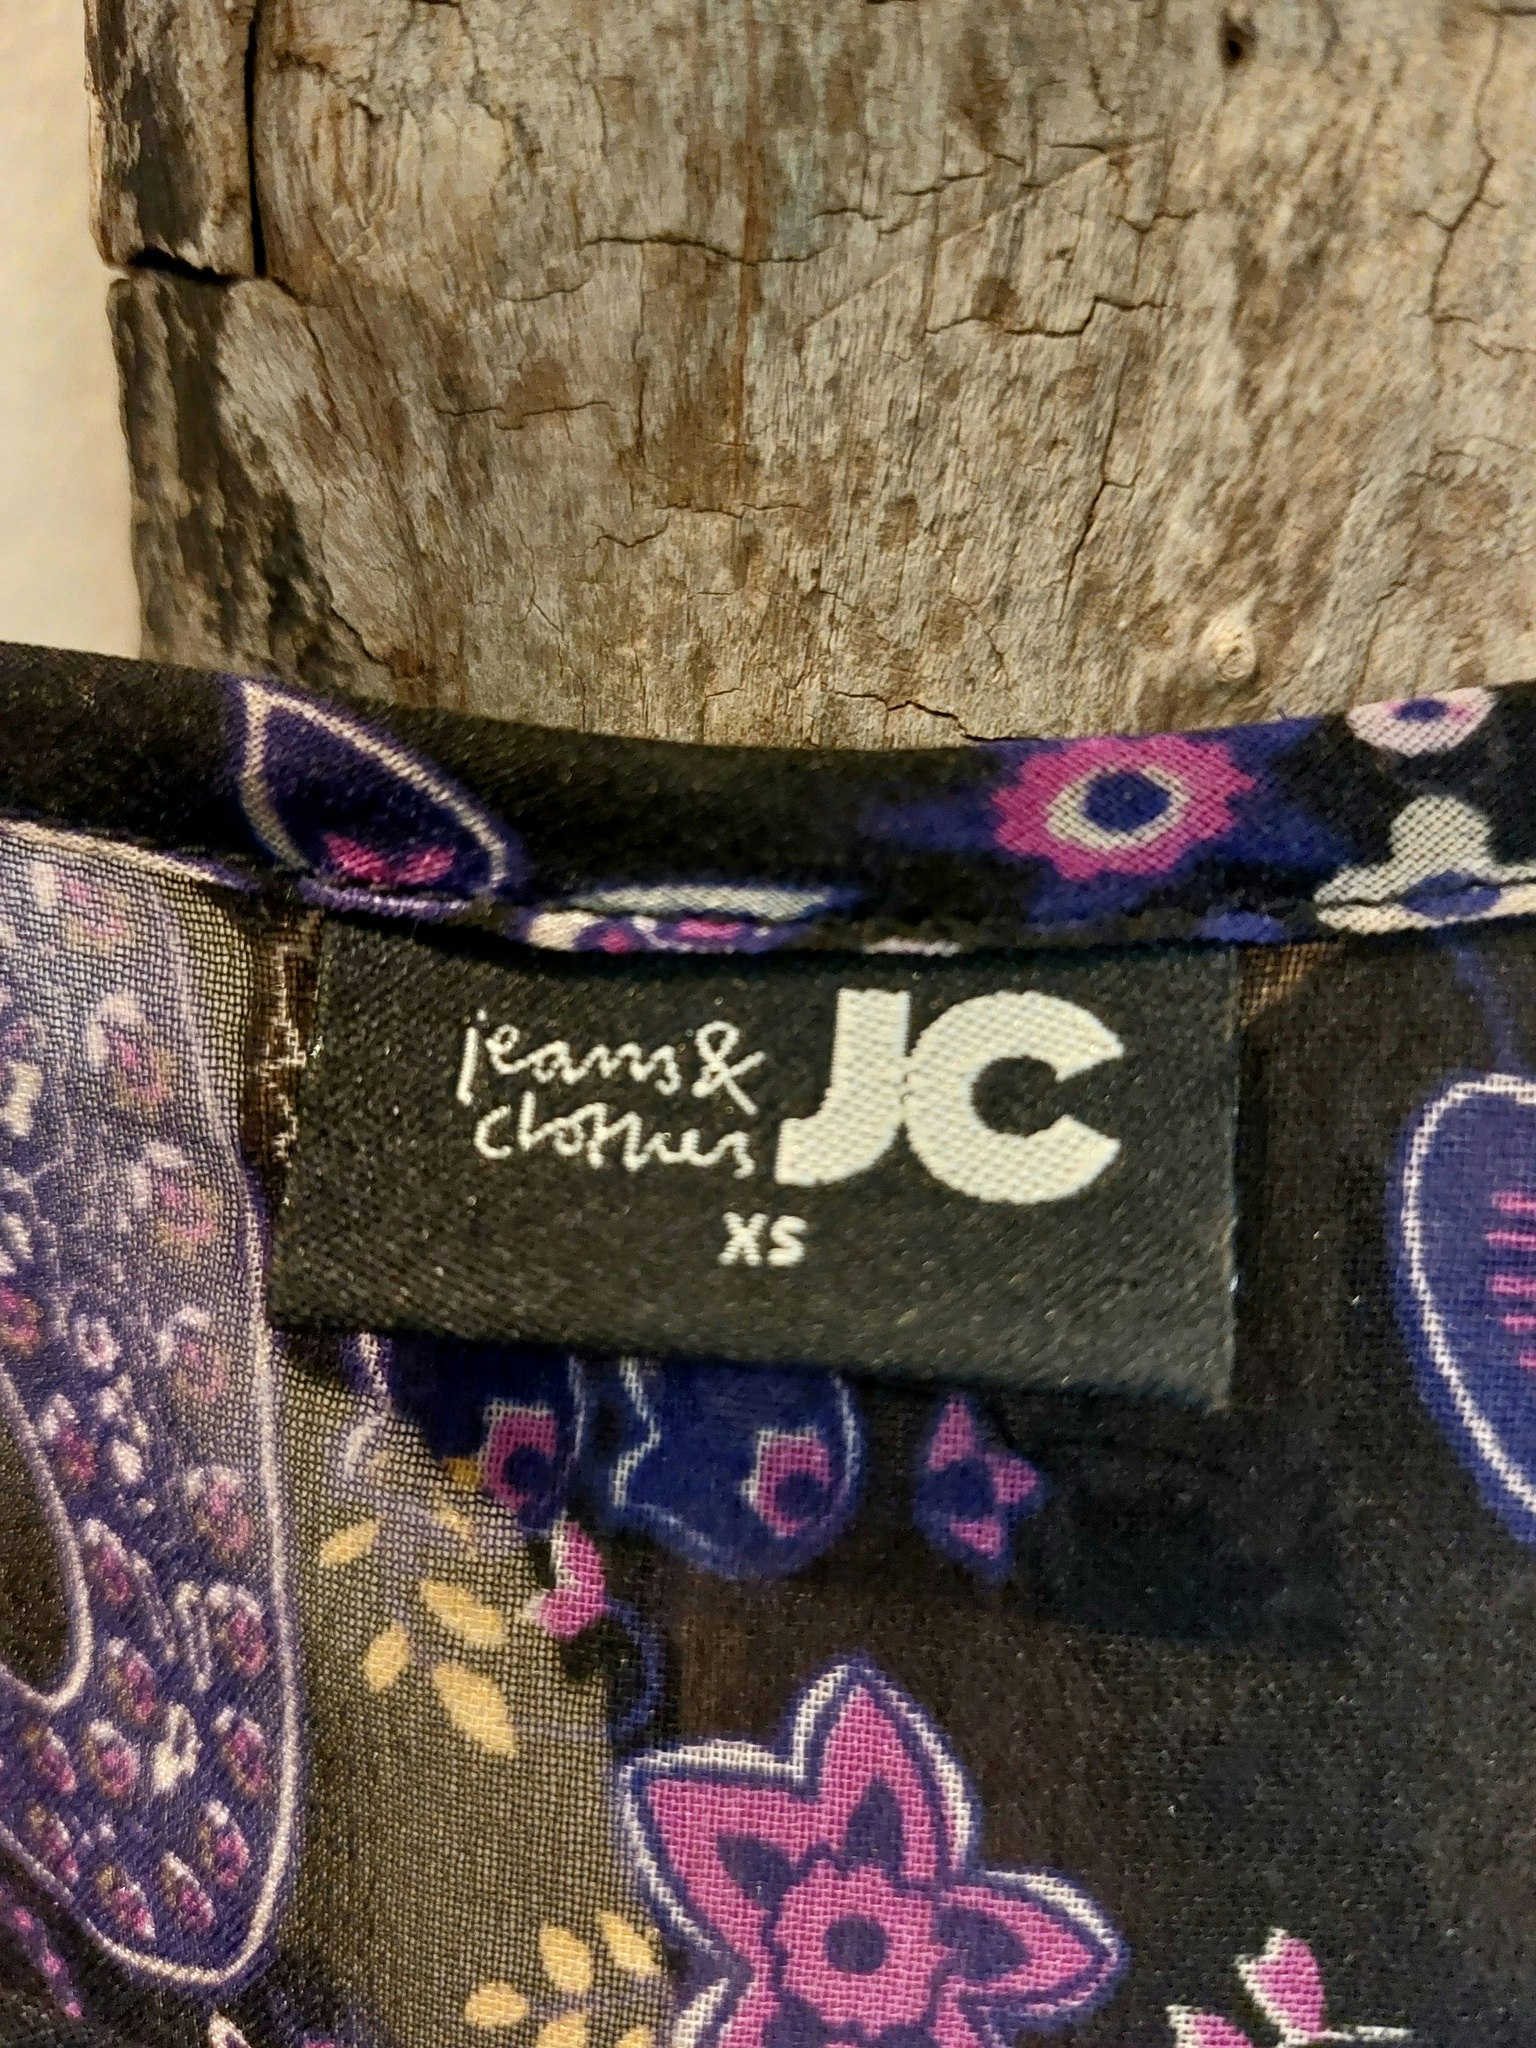 jeans &
clothes
JC
XS